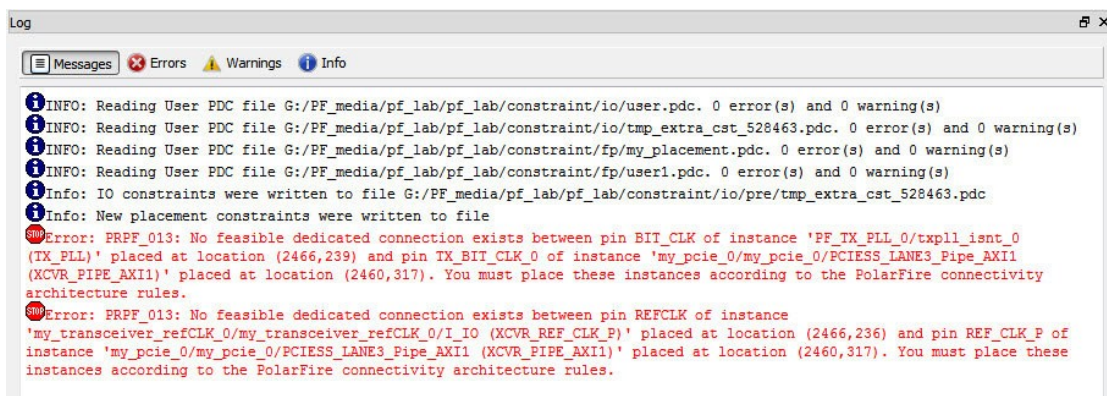 Log
Messages Errors Warnings Info
INFO: Reading User PDC file G:/PF_media/pf_lab/pf_lab/constraint/io/user.pdc. 0 error(s) and 0 warning(s)
INFO: Reading User PDC file G:/PF_media/pf_lab/pf_lab/constraint/io/tmp_extra_cst_528463.pdc. 0 error(s) and 0 warning(s)
INFO: Reading User PDC file G:/PF_media/pf_lab/pf_lab/constraint/fp/my_placement.pdc. 0 error(s) and 0 warning(s)
INFO: Reading User PDC file G:/PF_media/pf_lab/pf_lab/constraint/fp/user1.pdc. 0 error(s) and 0 warning(s)
Info: IO constraints were written to file G:/PF_media/pf_lab/pf_lab/constraint/io/pre/tmp_extra_cst_528463.pdc
Info: New placement constraints were written to file
STOP Error: PRPF_013: No feasible dedicated connection exists between pin BIT_CLK of instance 'PF_TX_PLL_0/txpll_isnt_0
(TX_PLL)' placed at location (2466,239) and pin TX_BIT_CLK_0 of instance 'my_pcie_0/my_pcie_0/PCIESS_LANE3_Pipe_AXI1
(XCVR_PIPE_AXI1)' placed at location (2460,317). You must place these instances according to the PolarFire connectivity
architecture rules.
STOP Error: PRPF_013: No feasible dedicated connection exists between pin REFCLK of instance
'my_transceiver_refCLK_0/my_transceiver_refCLK_0/I_IO (XCVR_REF_CLK_P)' placed at location (2466,236) and pin REF_CLK_P of
instance 'my_pcie_0/my_pcie_0/PCIESS_LANE3_Pipe_AXI1 (XCVR_PIPE_AXI1)' placed at location (2460,317). You must place these
instances according to the PolarFire connectivity architecture rules.